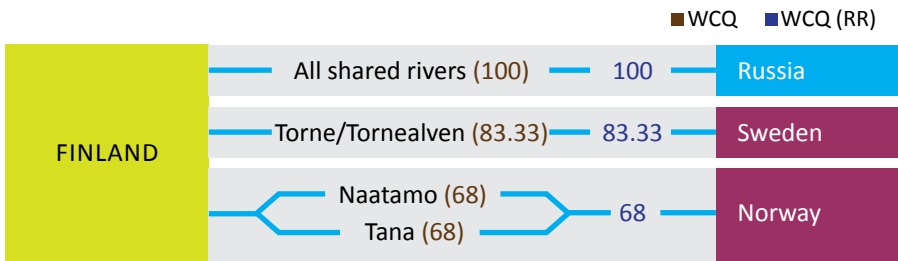 WCQ WCQ (RR)
FINLAND
All shared rivers (100) 100 Russia
Torne/Tornealven (83.33) 83.33 Sweden
Naatamo (68)
Tana (68)
68 Norway